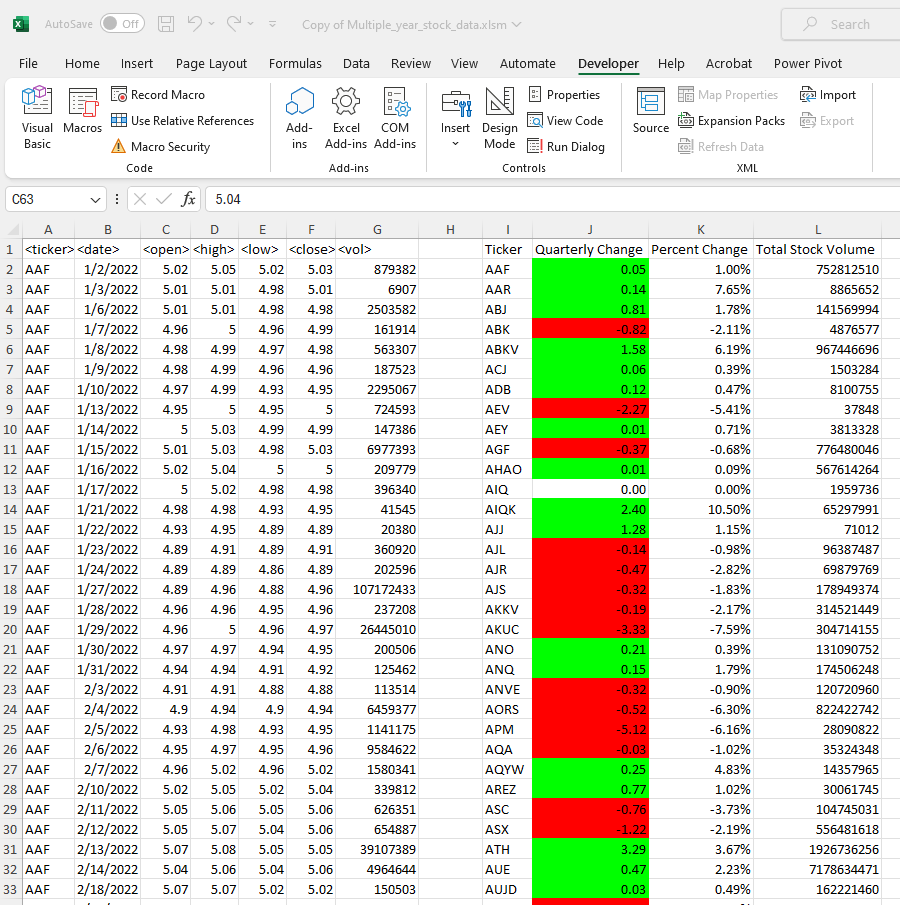 AutoSave Off Copy of Multiple_year_stock_data.xlsm Search
File Home Insert Page Layout Formulas Data Review View Automate Developer Help Acrobat Power Pivot
Visual Basic
Macros
Record Macro
Use Relative References
Macro Security
Code
Add-ins
Excel Add-ins
COM Add-ins
Add-ins
Insert
Design Mode
Properties
View Code
Run Dialog
Controls
Source
Map Properties
Expansion Packs
Refresh Data
Import
Export
XML
C63 fx 5.04
A B C D E F G H I J K L
1 <ticker> <date> <open> <high> <low> <close> <vol> Ticker Quarterly Change Percent Change Total Stock Volume
2 AAF 1/2/2022 5.02 5.05 5.02 5.03 879382 AAF 0.05 1.00% 752812510
3 AAF 1/3/2022 5.01 5.01 4.98 5.01 6907 AAR 0.14 7.65% 8865652
4 AAF 1/6/2022 5.01 5.01 4.98 4.98 2503582 ABJ 0.81 1.78% 141569994
5 AAF 1/7/2022 4.96 5 4.96 4.99 161914 ABK -0.82 -2.11% 4876577
6 AAF 1/8/2022 4.98 4.99 4.97 4.98 563307 ABKV 1.58 6.19% 967446696
7 AAF 1/9/2022 4.98 4.99 4.96 4.96 187523 ACJ 0.06 0.39% 1503284
8 AAF 1/10/2022 4.97 4.99 4.93 4.95 2295067 ADB 0.12 0.47% 8100755
9 AAF 1/13/2022 4.95 5 4.95 5 724593 AEV -2.27 -5.41% 37848
10 AAF 1/14/2022 5 5.03 4.99 4.99 147386 AEY 0.01 0.71% 3813328
11 AAF 1/15/2022 5.01 5.03 4.98 5.03 6977393 AGF -0.37 -0.68% 776480046
12 AAF 1/16/2022 5.02 5.04 5 5 209779 AHAO 0.01 0.09% 567614264
13 AAF 1/17/2022 5 5.02 4.98 4.98 396340 AIQ 0.00 0.00% 1959736
14 AAF 1/21/2022 4.98 4.98 4.93 4.95 41545 AIQK 2.40 10.50% 65297991
15 AAF 1/22/2022 4.93 4.95 4.89 4.89 20380 AJJ 1.28 1.15% 71012
16 AAF 1/23/2022 4.89 4.91 4.89 4.91 360920 AJL -0.14 -0.98% 96387487
17 AAF 1/24/2022 4.89 4.89 4.86 4.89 202596 AJR -0.47 -2.82% 69879769
18 AAF 1/27/2022 4.89 4.96 4.88 4.96 107172433 AJS -0.32 -1.83% 178949374
19 AAF 1/28/2022 4.96 4.96 4.95 4.96 237208 AKKV -0.19 -2.17% 314521449
20 AAF 1/29/2022 4.96 5 4.96 4.97 26445010 AKUC -3.33 -7.59% 304714155
21 AAF 1/30/2022 4.97 4.97 4.94 4.95 200506 ANO 0.21 0.39% 131090752
22 AAF 1/31/2022 4.94 4.94 4.91 4.92 125462 ANQ 0.15 1.79% 174506248
23 AAF 2/3/2022 4.91 4.91 4.88 4.88 113514 ANVE -0.32 -0.90% 120720960
24 AAF 2/4/2022 4.9 4.94 4.9 4.94 6459377 AORS -0.52 -6.30% 822422742
25 AAF 2/5/2022 4.93 4.98 4.93 4.95 1141175 APM -5.12 -6.16% 28090822
26 AAF 2/6/2022 4.95 4.97 4.95 4.96 9584622 AQA -0.03 -1.02% 35324348
27 AAF 2/7/2022 4.96 5.02 4.96 5.02 1580341 AQYW 0.25 4.83% 14357965
28 AAF 2/10/2022 5.02 5.05 5.02 5.04 339812 AREZ 0.77 1.02% 30061745
29 AAF 2/11/2022 5.05 5.06 5.05 5.06 626351 ASC -0.76 -3.73% 104745031
30 AAF 2/12/2022 5.05 5.07 5.04 5.06 654887 ASX -1.22 -2.19% 556481618
31 AAF 2/13/2022 5.07 5.08 5.05 5.05 39107389 ATH 3.29 3.67% 1926736256
32 AAF 2/14/2022 5.04 5.06 5.04 5.06 4964644 AUE 0.47 2.23% 7178634471
33 AAF 2/18/2022 5.07 5.07 5.02 5.02 150503 AUJD 0.03 0.49% 162221460